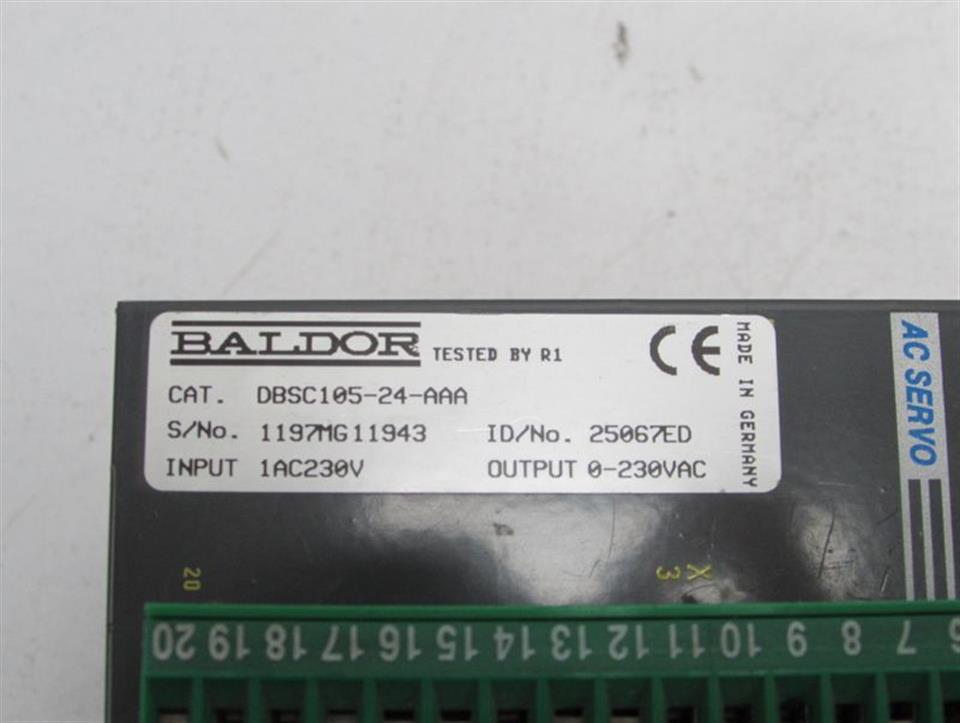 BALDOR TESTED BY R1
CAT. DBSC105-24-AAA
S/No. 1197MG11943 ID/No. 25067ED
INPUT 1AC230V OUTPUT 0-230VAC
CE
MADE IN GERMANY
AC SERVO
20
X3
20 19 18 17 16 15 14 13 12 11 10 9 8 7 6